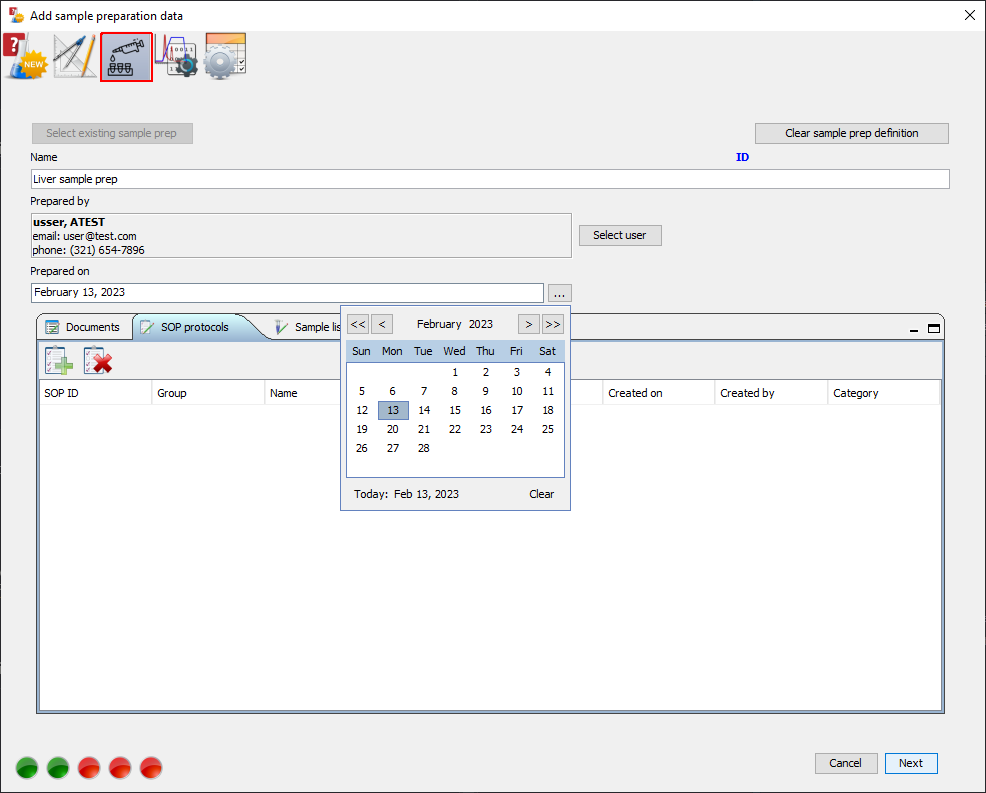 Add sample preparation data
?
NEW
Select existing sample prep
Clear sample prep definition
Name
ID
Liver sample prep
Prepared by
usser, ATEST
email: user@test.com
phone: (321) 654-7896
Select user
Prepared on
February 13, 2023
...
Documents
SOP protocols
Sample lis
<< < February 2023 > >>
Sun Mon Tue Wed Thu Fri Sat
1 2 3 4
5 6 7 8 9 10 11
12 13 14 15 16 17 18
19 20 21 22 23 24 25
26 27 28
Today: Feb 13, 2023
Clear
SOP ID Group Name Created on Created by Category
Cancel
Next